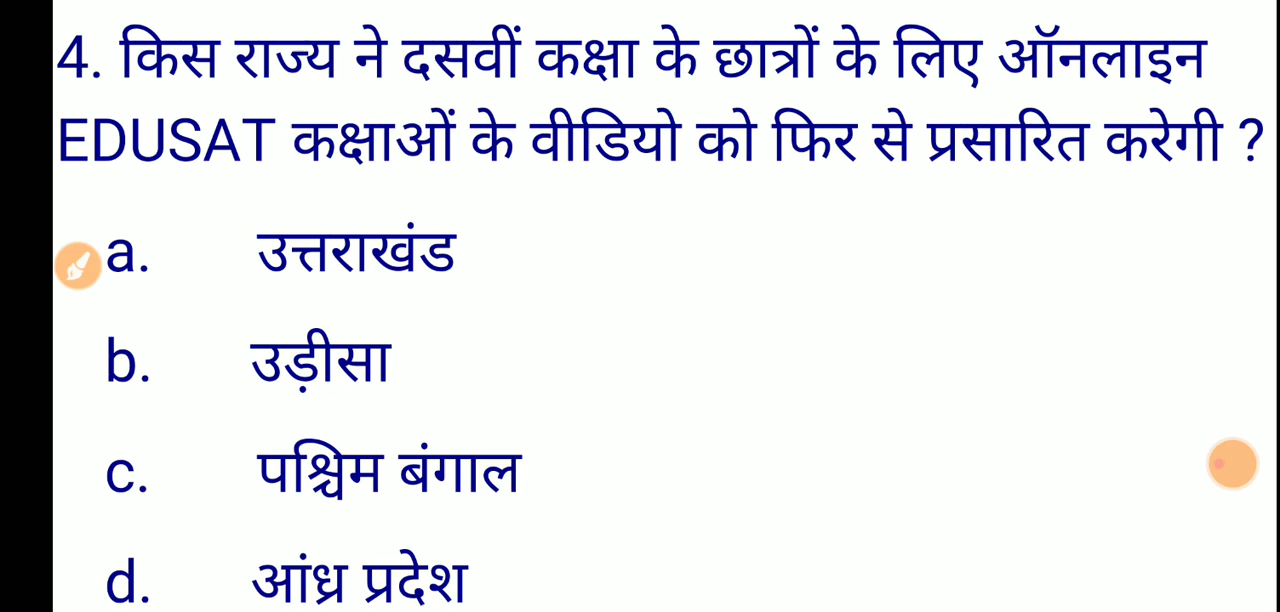 4. किस राज्य ने दसवीं कक्षा के छात्रों के लिए ऑनलाइन
EDUSAT कक्षाओं के वीडियो को फिर से प्रसारित करेगी ?
a. उत्तराखंड
b. उड़ीसा
c. पश्चिम बंगाल
d. आंध्र प्रदेश